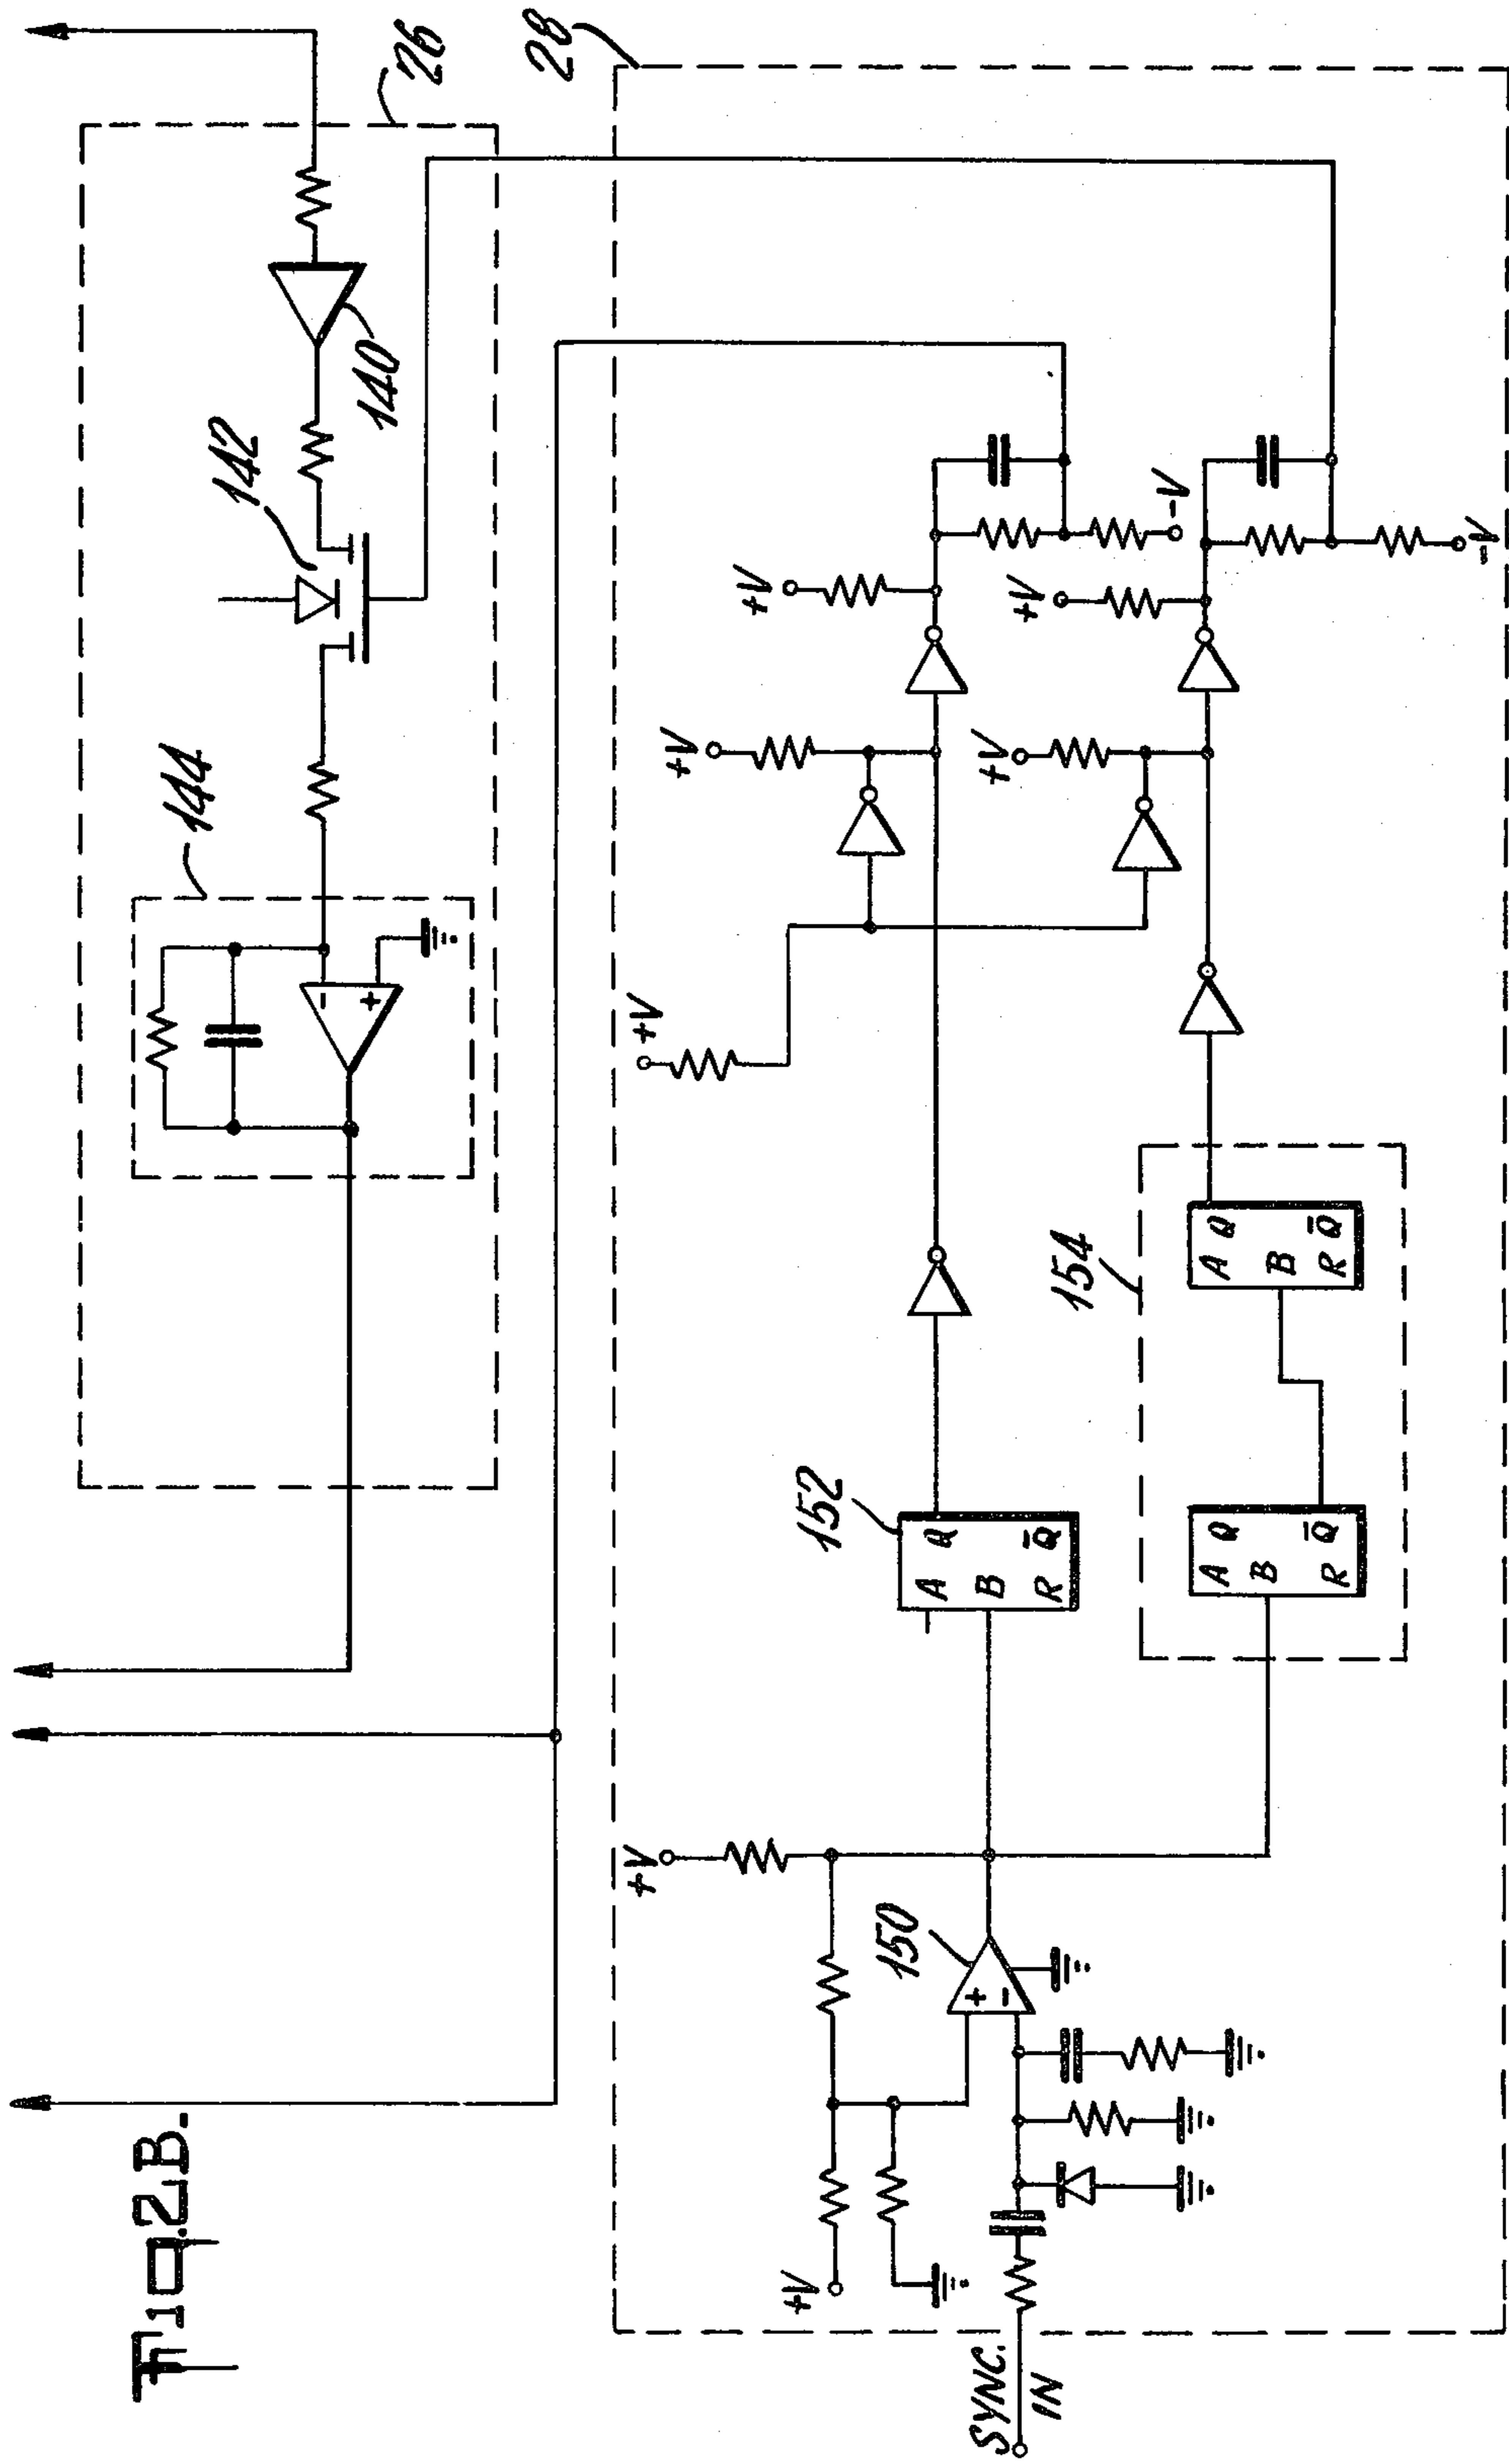 Fig. 2B.
26
28
140
142
144
+V
+V
+V
+V
+V
-V
-V
152
A Q
B
R Q̄
154
A Q
B
R Q̄
A Q
B
R Q̄
+V
150
+
-
-
+
+V
SYNC.
IN